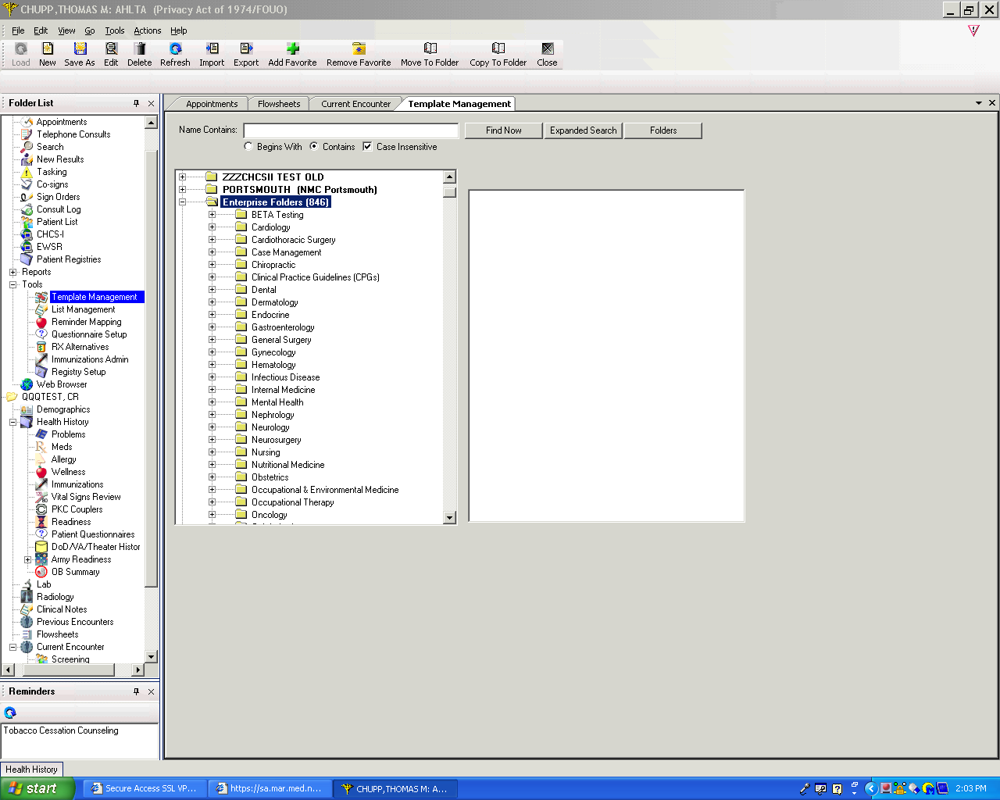 CHUPP,THOMAS M: AHLTA (Privacy Act of 1974/FOUO)
File Edit View Go Tools Actions Help
Load New Save As Edit Delete Refresh Import Export Add Favorite Remove Favorite Move To Folder Copy To Folder Close
Folder List
Appointments
Telephone Consults
Search
New Results
Tasking
Co-signs
Sign Orders
Consult Log
Patient List
CHCS-I
EWSR
Patient Registries
Reports
Tools
Template Management
List Management
Reminder Mapping
Questionnaire Setup
RX Alternatives
Immunizations Admin
Registry Setup
Web Browser
QQQTEST, CR
Demographics
Health History
Problems
Meds
Allergy
Wellness
Immunizations
Vital Signs Review
PKC Couplers
Readiness
Patient Questionnaires
DoD/VA/Theater Histor
Army Readiness
OB Summary
Lab
Radiology
Clinical Notes
Previous Encounters
Flowsheets
Current Encounter
Screening
Reminders
Tobacco Cessation Counseling
Health History
Appointments Flowsheets Current Encounter Template Management
Name Contains: Find Now Expanded Search Folders
Begins With Contains Case Insensitive
ZZZCHCSII TEST OLD
PORTSMOUTH (NMC Portsmouth)
Enterprise Folders (846)
BETA Testing
Cardiology
Cardiothoracic Surgery
Case Management
Chiropractic
Clinical Practice Guidelines (CPGs)
Dental
Dermatology
Endocrine
Gastroenterology
General Surgery
Gynecology
Hematology
Infectious Disease
Internal Medicine
Mental Health
Nephrology
Neurology
Neurosurgery
Nursing
Nutritional Medicine
Obstetrics
Occupational & Environmental Medicine
Occupational Therapy
Oncology
start Secure Access SSL VP... https://sa.mar.med.n... CHUPP,THOMAS M: A... 2:03 PM